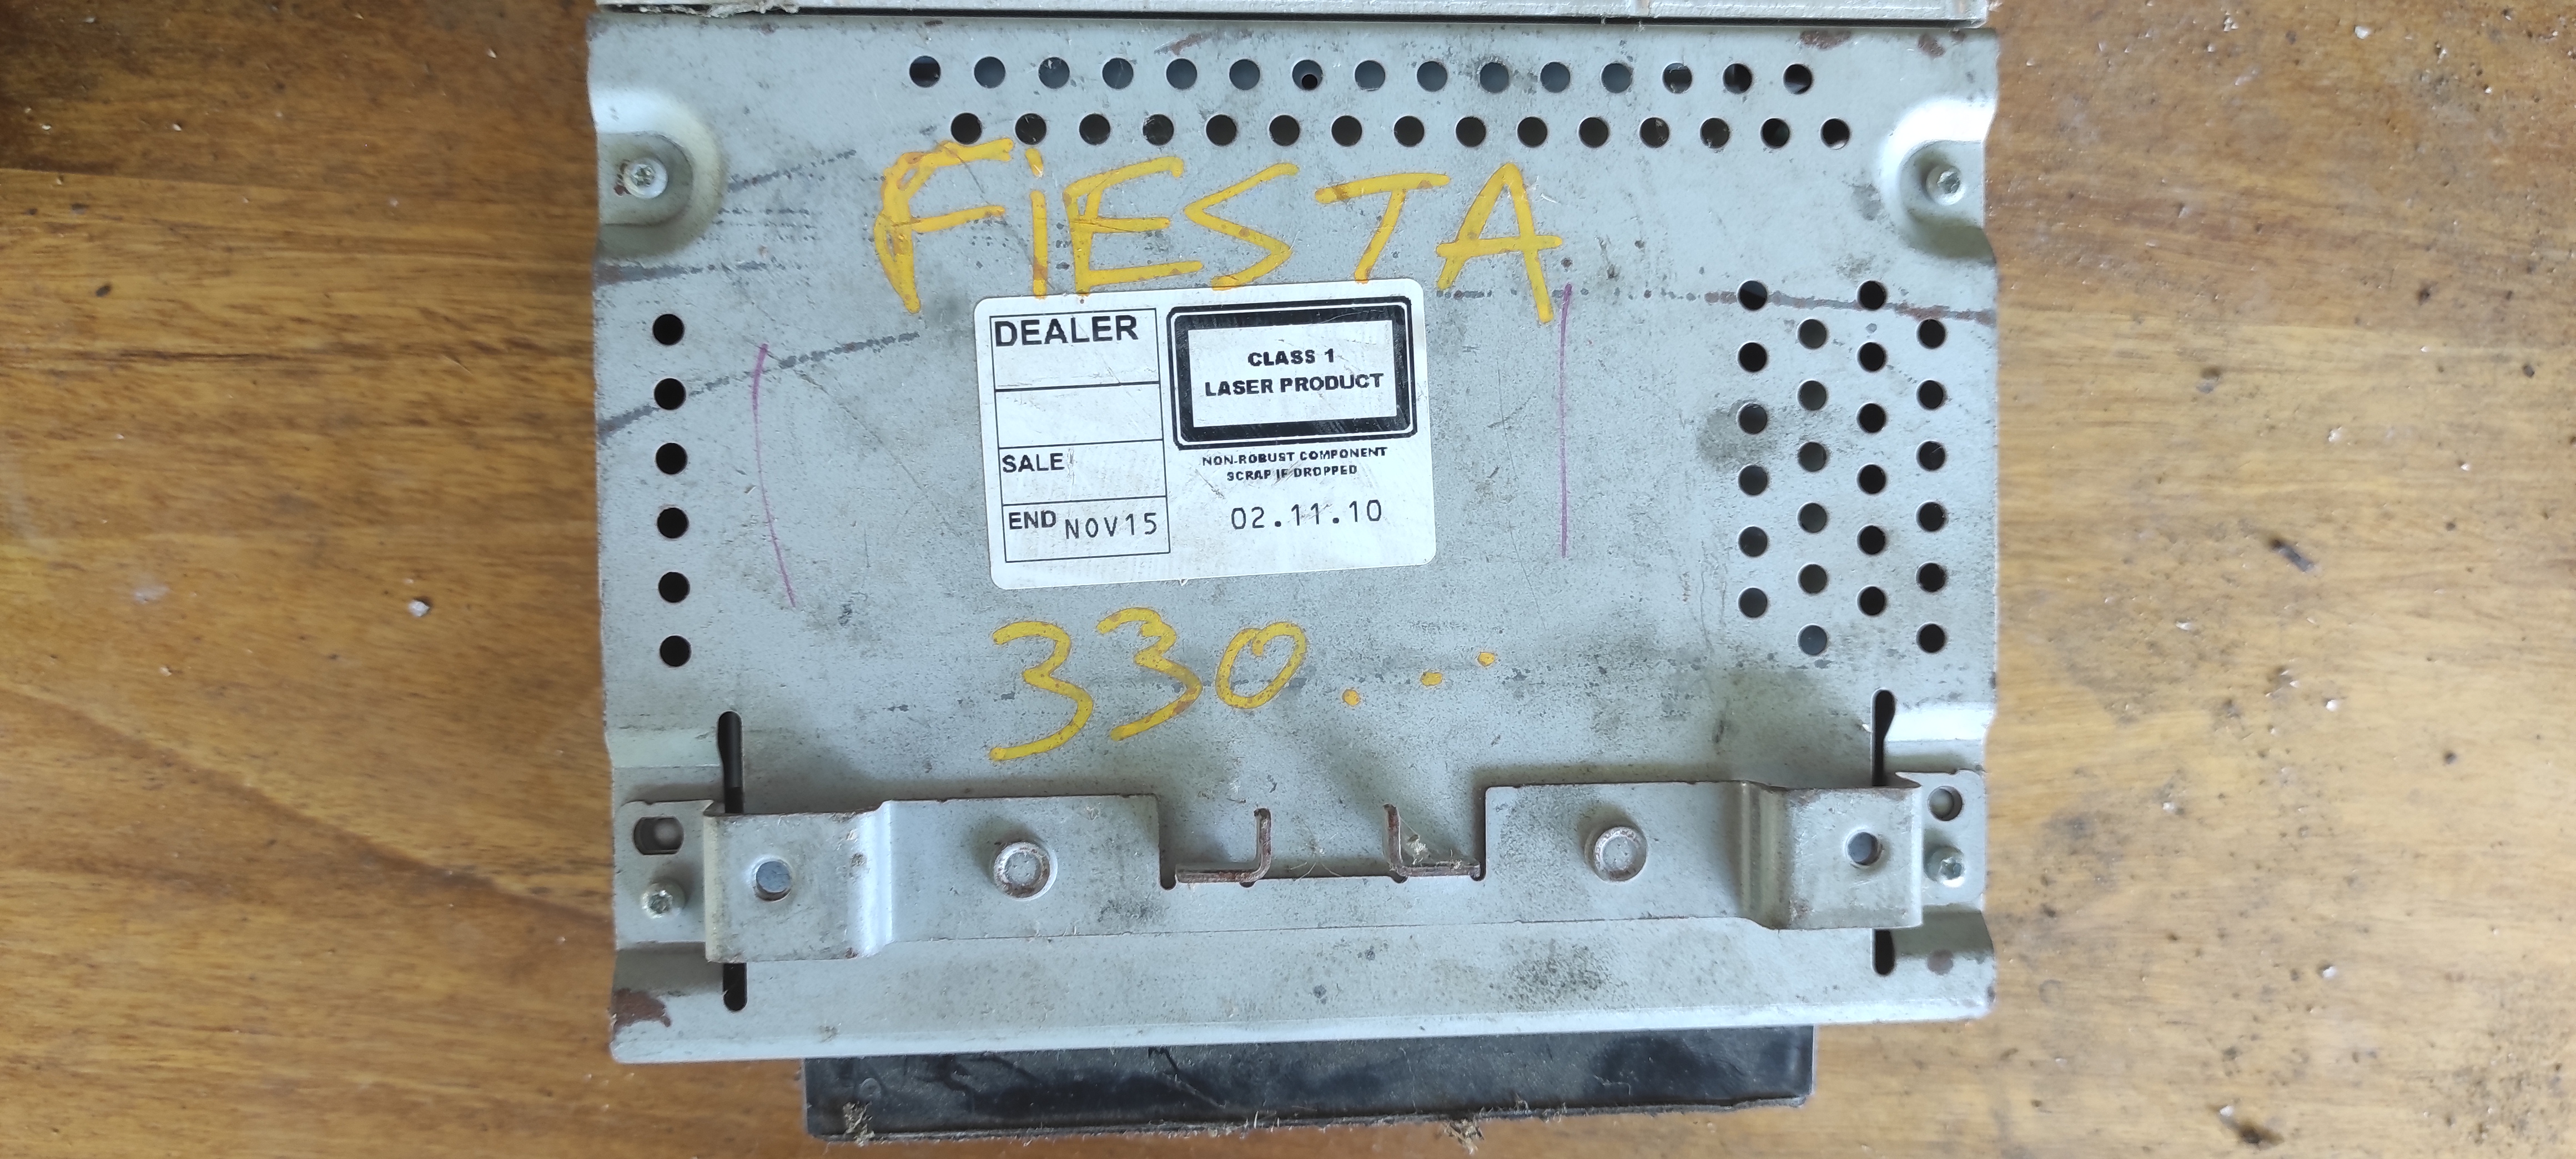 FiESTA
DEALER
CLASS 1
LASER PRODUCT
SALE
NON-ROBUST COMPONENT
SCRAP IF DROPPED
END NOV15
02.11.10
330...